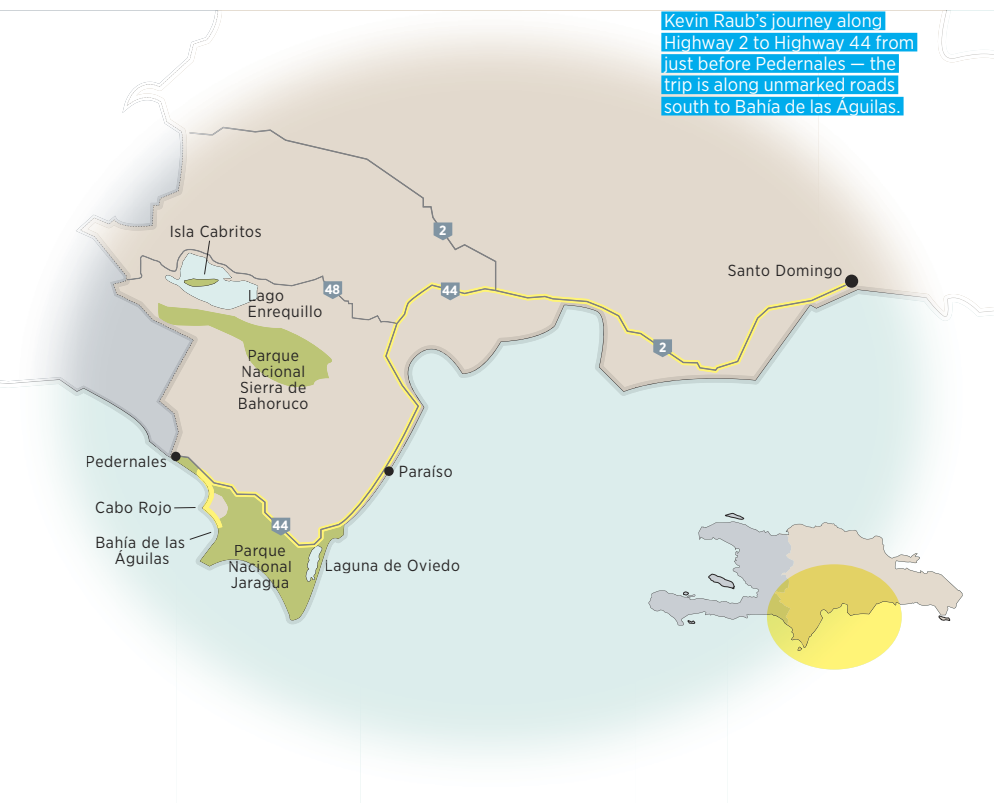 Kevin Raub’s journey along
Highway 2 to Highway 44 from
just before Pedernales — the
trip is along unmarked roads
south to Bahía de las Águilas.
Isla Cabritos
2
Santo Domingo
48
44
Lago
Enrequillo
2
Parque
Nacional
Sierra de
Bahoruco
Pedernales
Paraíso
Cabo Rojo
44
Bahía de las
Águilas
Parque
Nacional
Jaragua
Laguna de Oviedo